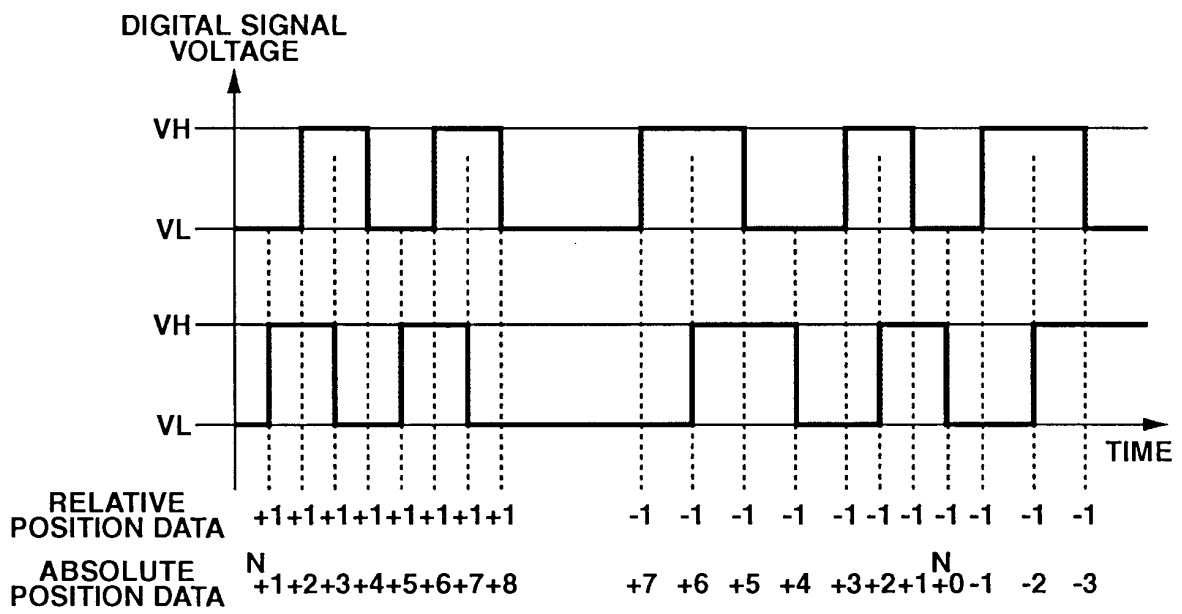 DIGITAL SIGNAL
VOLTAGE
VH
VL
VH
VL
TIME
RELATIVE
POSITION DATA
+1 +1 +1 +1 +1 +1 +1 +1 -1 -1 -1 -1 -1 -1 -1 -1 -1 -1 -1
N N
ABSOLUTE
POSITION DATA
+1 +2 +3 +4 +5 +6 +7 +8 +7 +6 +5 +4 +3 +2 +1 +0 -1 -2 -3